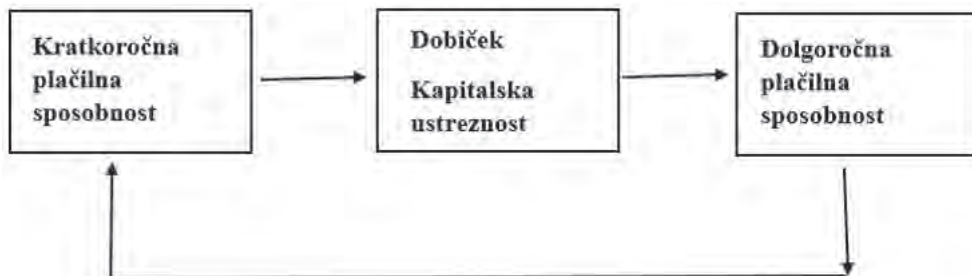 Kratkoročna
plačilna
sposobnost
Dobiček
Kapitalska
ustreznost
Dolgoročna
plačilna
sposobnost